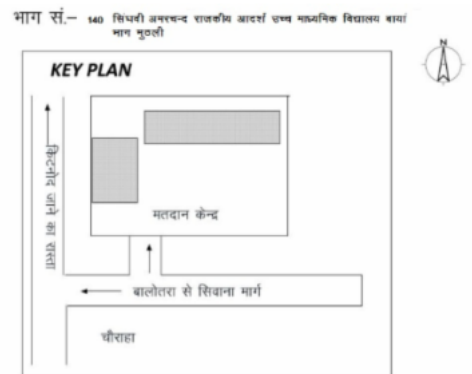 भाग सं.– 140 सिंघवी अमरचन्द राजकीय आदर्श उच्च माध्यमिक विद्यालय बायां
भाग मुठली
N
KEY PLAN
किटनोद जाने का रास्ता
मतदान केन्द्र
बालोतरा से सिवाना मार्ग
चौराहा